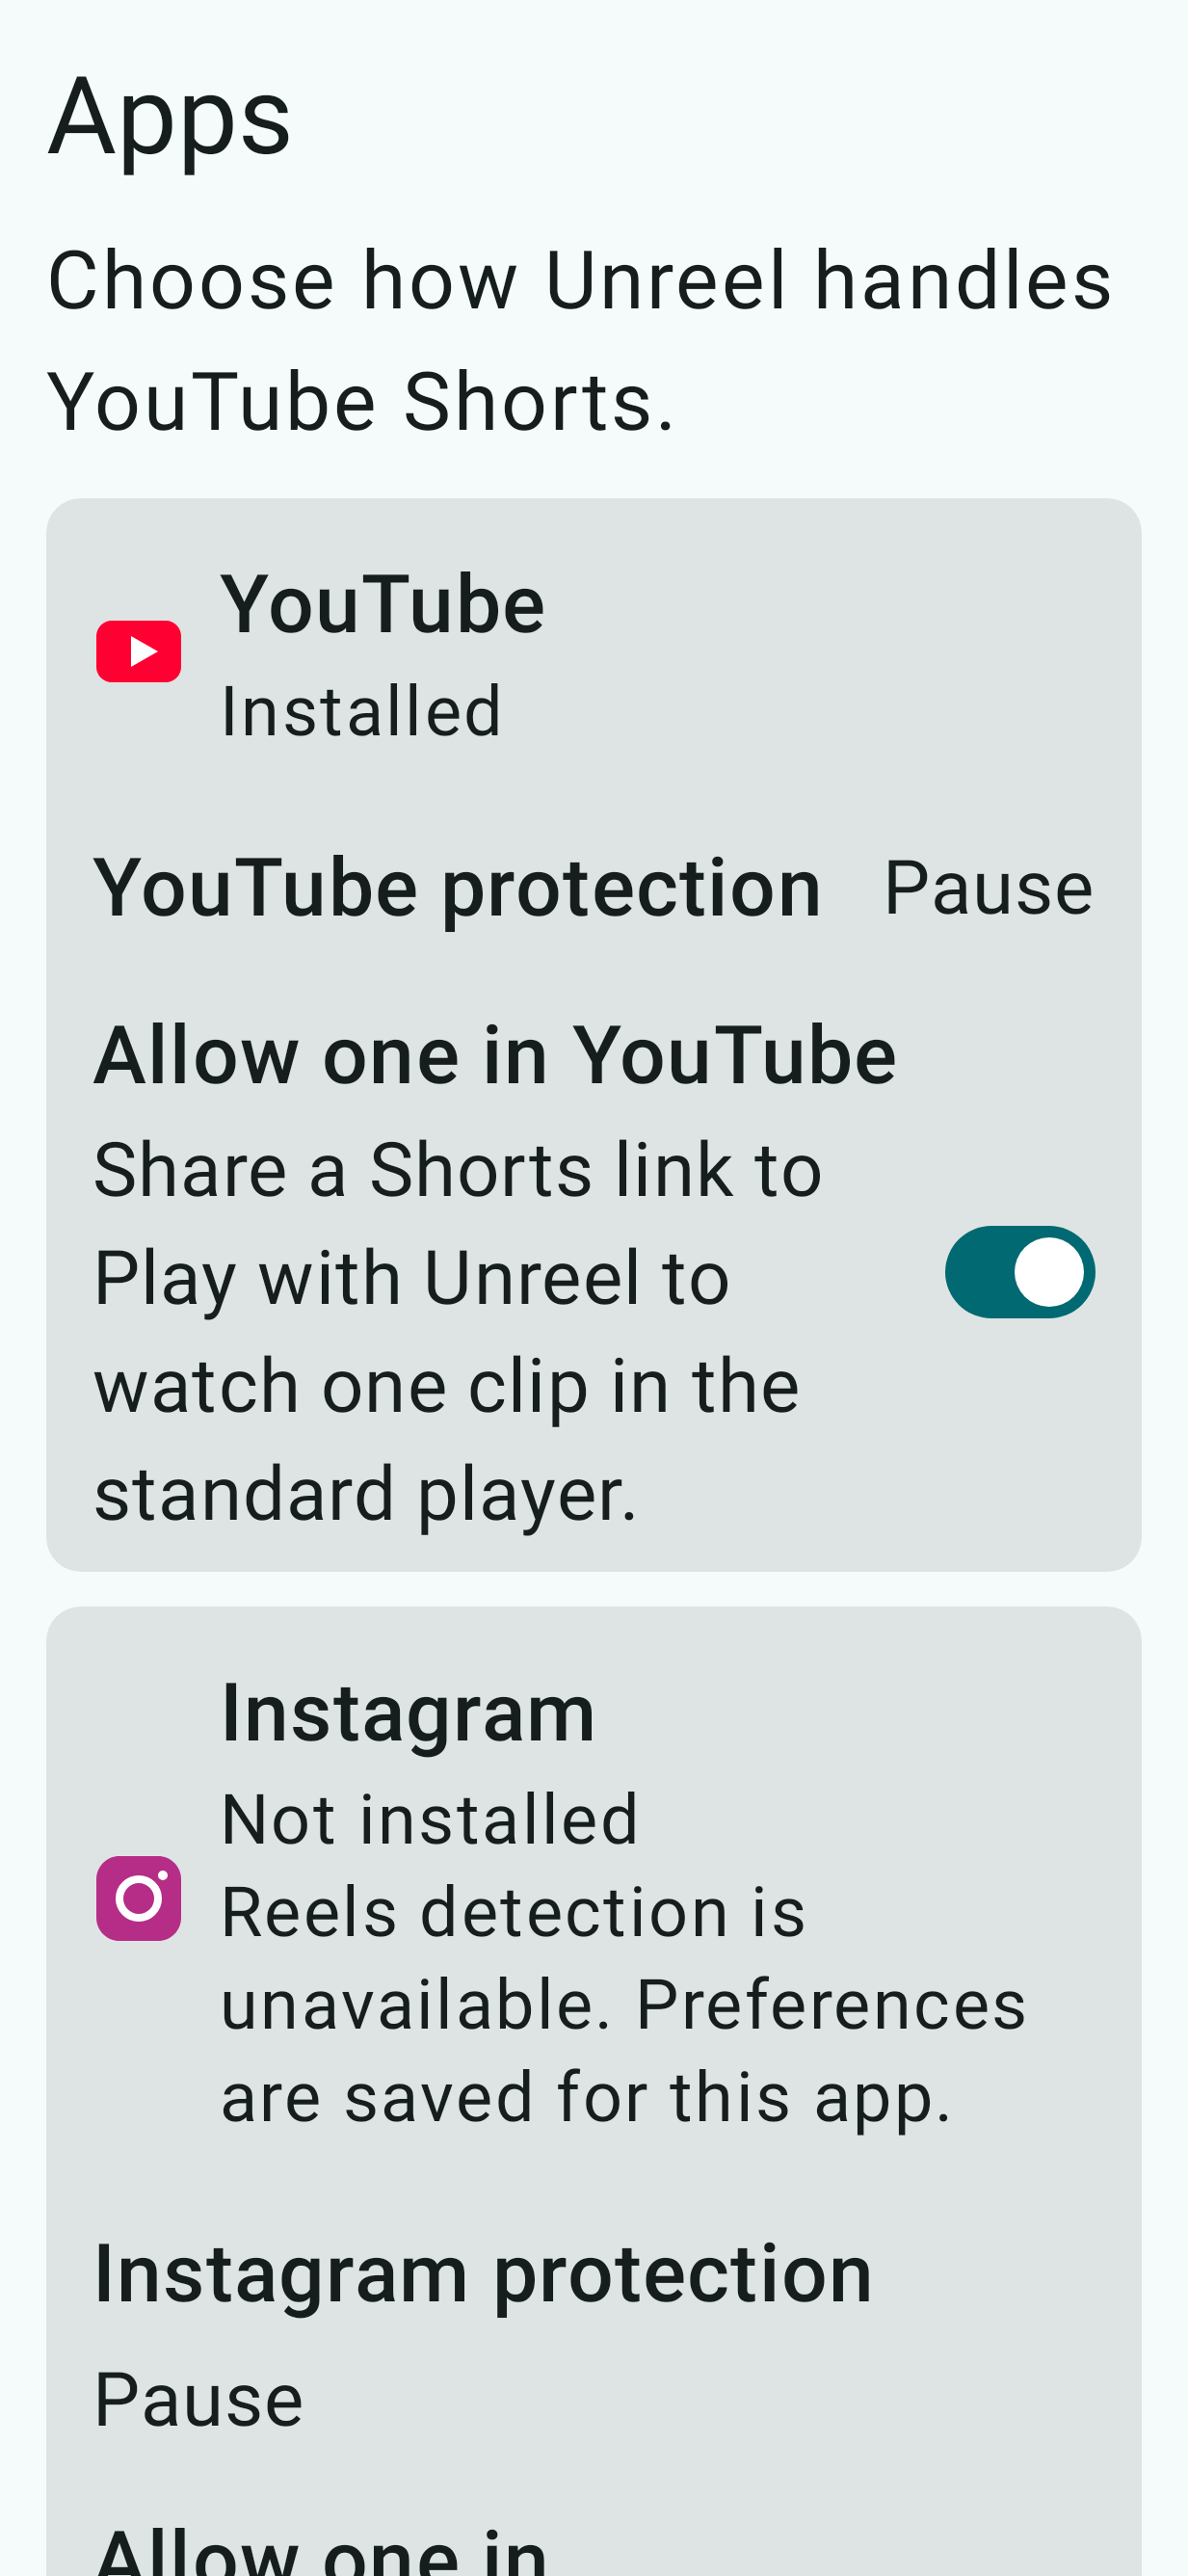 Apps
Choose how Unreel handles
YouTube Shorts.
YouTube
Installed
YouTube protection Pause
Allow one in YouTube
Share a Shorts link to
Play with Unreel to
watch one clip in the
standard player.
Instagram
Not installed
Reels detection is
unavailable. Preferences
are saved for this app.
Instagram protection
Pause
Allow one in